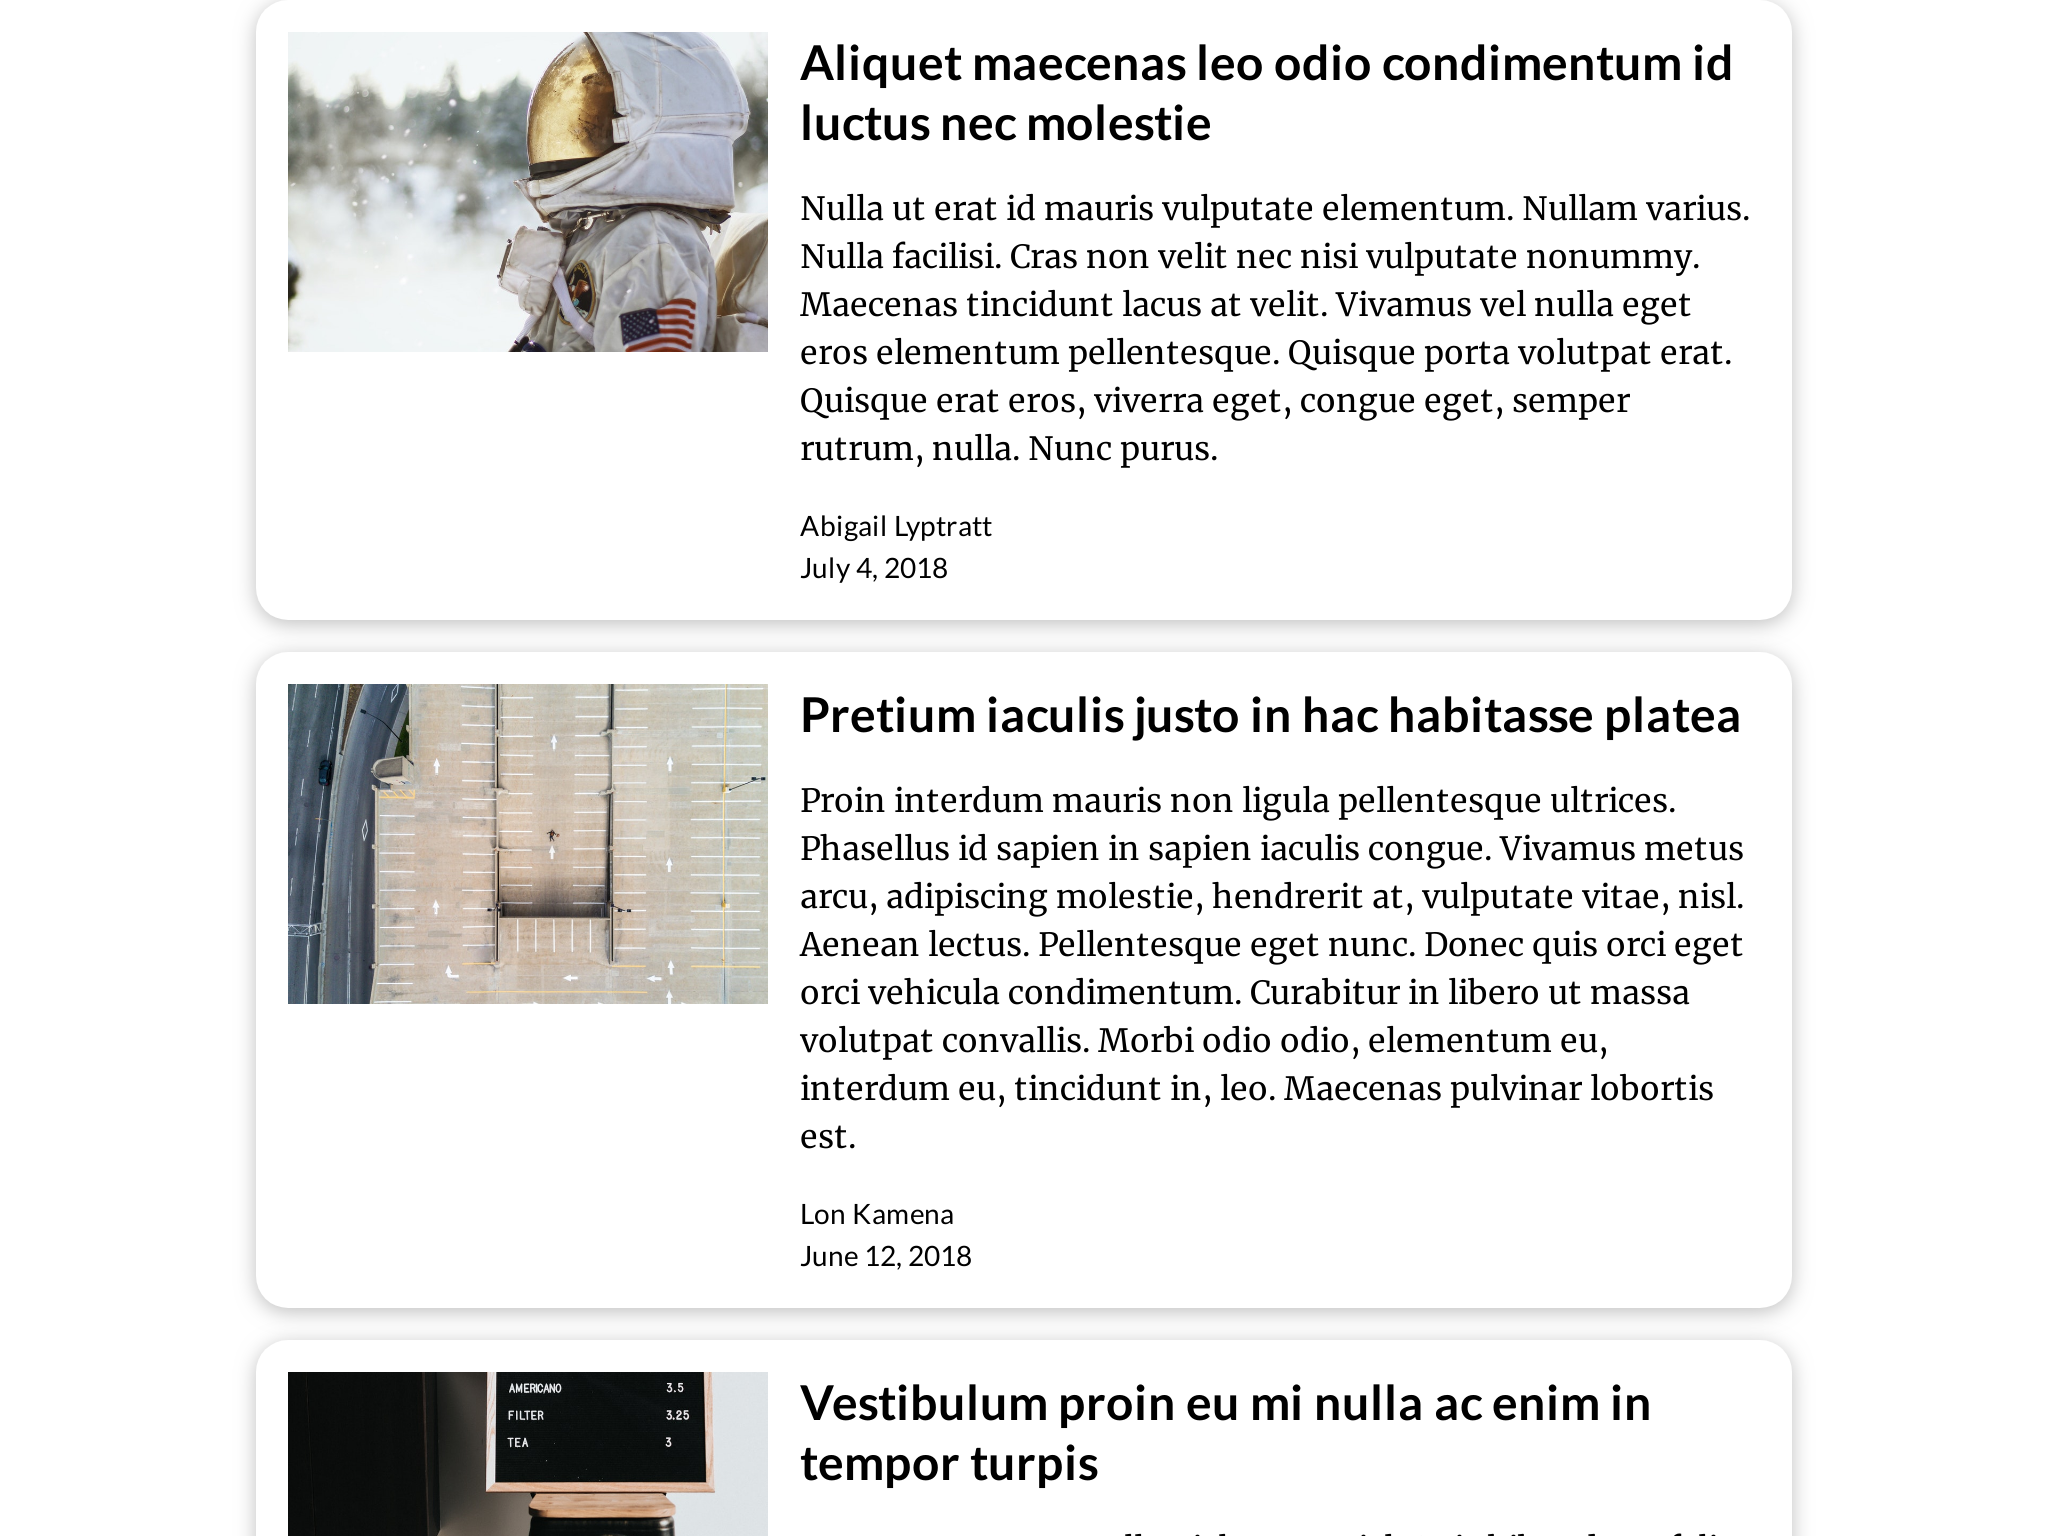 Aliquet maecenas leo odio condimentum id
luctus nec molestie
Nulla ut erat id mauris vulputate elementum. Nullam varius.
Nulla facilisi. Cras non velit nec nisi vulputate nonummy.
Maecenas tincidunt lacus at velit. Vivamus vel nulla eget
eros elementum pellentesque. Quisque porta volutpat erat.
Quisque erat eros, viverra eget, congue eget, semper
rutrum, nulla. Nunc purus.
Abigail Lyptratt
July 4, 2018
Pretium iaculis justo in hac habitasse platea
Proin interdum mauris non ligula pellentesque ultrices.
Phasellus id sapien in sapien iaculis congue. Vivamus metus
arcu, adipiscing molestie, hendrerit at, vulputate vitae, nisl.
Aenean lectus. Pellentesque eget nunc. Donec quis orci eget
orci vehicula condimentum. Curabitur in libero ut massa
volutpat convallis. Morbi odio odio, elementum eu,
interdum eu, tincidunt in, leo. Maecenas pulvinar lobortis
est.
Lon Kamena
June 12, 2018
AMERICANO 3.5
FILTER 3.25
TEA 3
Vestibulum proin eu mi nulla ac enim in
tempor turpis